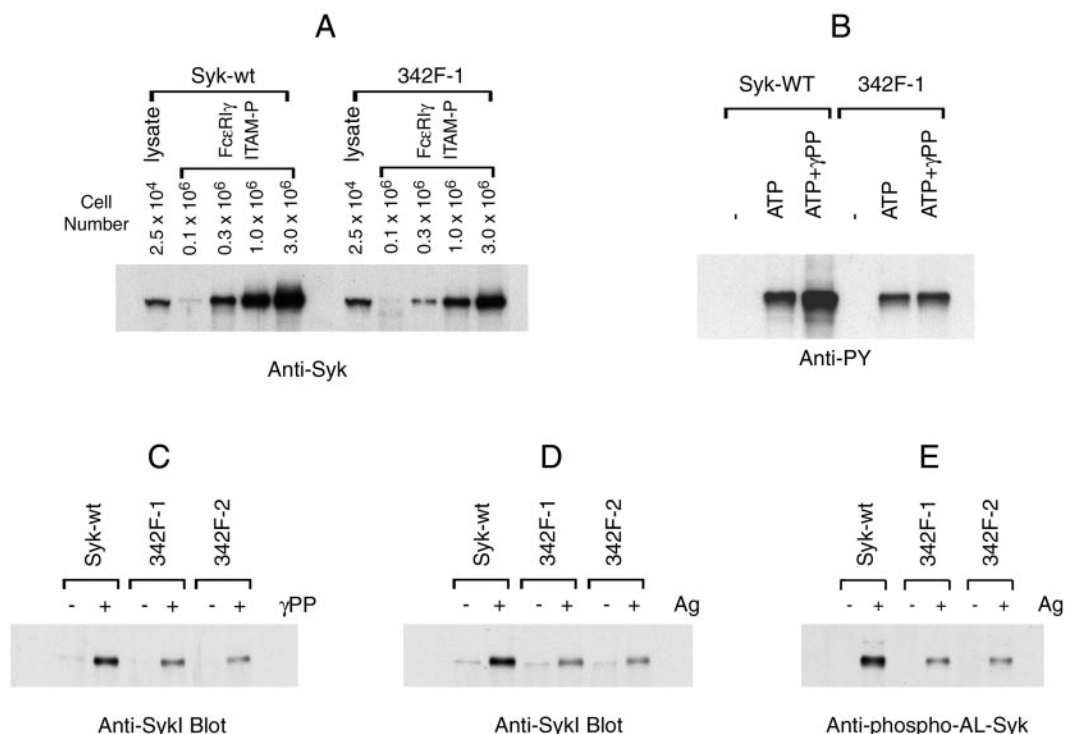 A
Syk-wt 342F-1
lysate FcεRIγ ITAM-P lysate FcεRIγ ITAM-P
Cell Number
2.5 x 10⁴ 0.1 x 10⁶ 0.3 x 10⁶ 1.0 x 10⁶ 3.0 x 10⁶ 2.5 x 10⁴ 0.1 x 10⁶ 0.3 x 10⁶ 1.0 x 10⁶ 3.0 x 10⁶
Anti-Syk
B
Syk-WT 342F-1
- ATP ATP+γPP - ATP ATP+γPP
Anti-PY
C
Syk-wt 342F-1 342F-2
- + - + - + γPP
Anti-SykI Blot
D
Syk-wt 342F-1 342F-2
- + - + - + Ag
Anti-SykI Blot
E
Syk-wt 342F-1 342F-2
- + - + - + Ag
Anti-phospho-AL-Syk